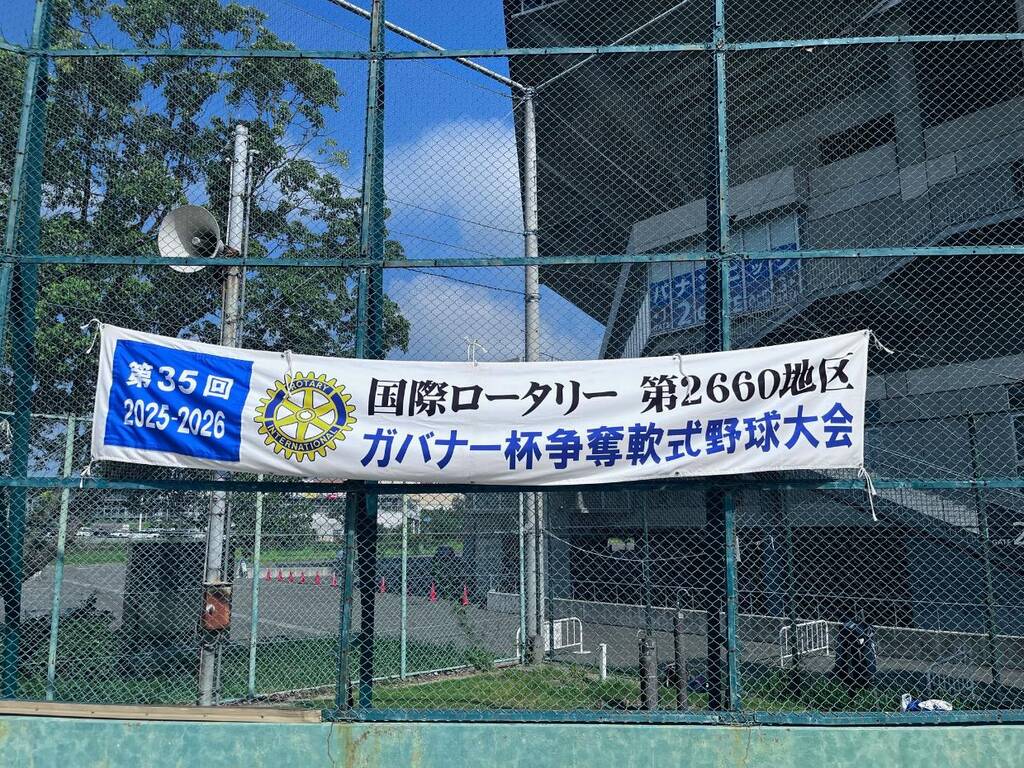 第35回
2025-2026
ROTARY
INTERNATIONAL
国際ロータリー 第2660地区
ガバナー杯争奪軟式野球大会
GATE